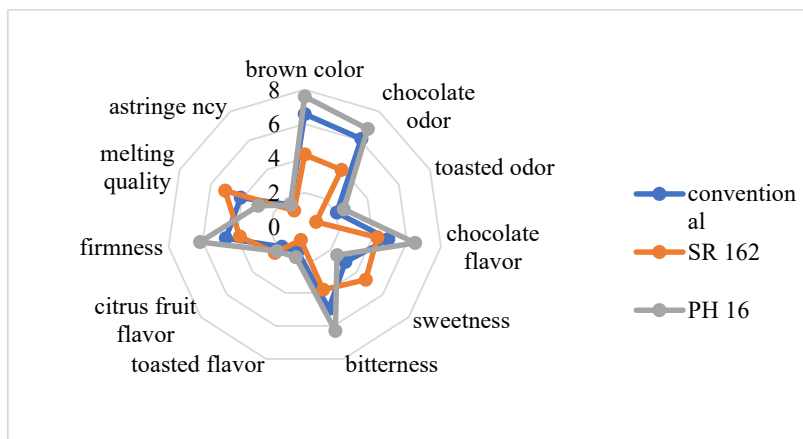 brown color
8
6
4
2
0
chocolate
odor
toasted odor
chocolate
flavor
sweetness
bitterness
toasted flavor
citrus fruit
flavor
firmness
melting
quality
astringe ncy
convention
al
SR 162
PH 16